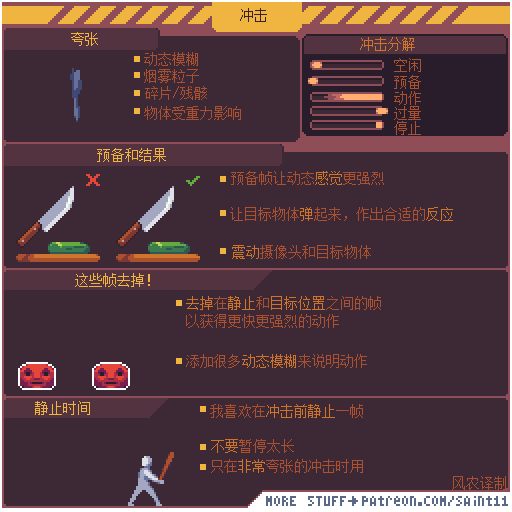 冲击
夸张
动态模糊
烟雾粒子
碎片/残骸
物体受重力影响
冲击分解
空闲
预备
动作
过量
停止
预备和结果
预备帧让动态感觉更强烈
让目标物体弹起来，作出合适的反应
震动摄像头和目标物体
这些帧去掉！
去掉在静止和目标位置之间的帧
以获得更快更强烈的动作
添加很多动态模糊来说明动作
静止时间
我喜欢在冲击前静止一帧
不要暂停太长
只在非常夸张的冲击时用
风农译制
MORE STUFF→PATREON.COM/SAINT11